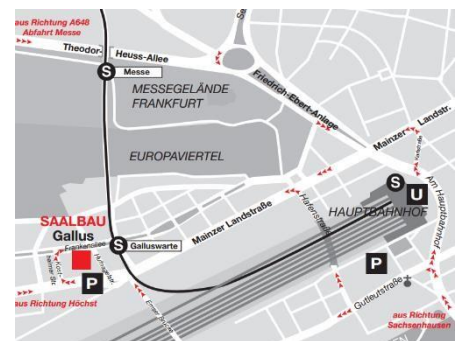 aus Richtung A648
Abfahrt Messe
Theodor-
Heuss-Allee
S
Messe
MESSEGELÄNDE
FRANKFURT
Friedrich-Ebert-Anlage
EUROPAVIERTEL
Mainzer
Landstr.
S
U
HAUPTBAHNHOF
Am Hauptbahnhof
Hafenstraße
Mainzer Landstraße
SAALBAU
Gallus
Frankenallee
S
Galluswarte
P
P
Gutleutstraße
aus Richtung Höchst
aus Richtung
Sachsenhausen